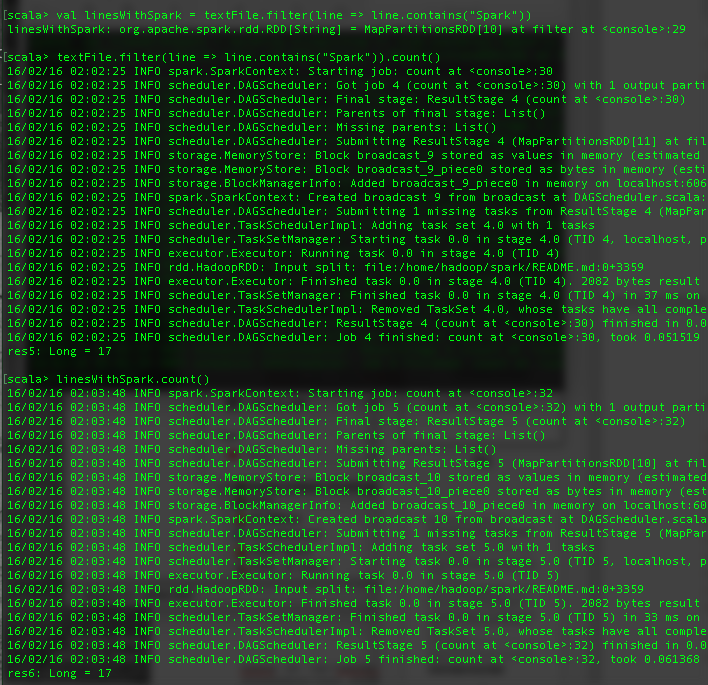 [scala> val linesWithSpark = textFile.filter(line => line.contains("Spark"))
linesWithSpark: org.apache.spark.rdd.RDD[String] = MapPartitionsRDD[10] at filter at <console>:29
[scala> textFile.filter(line => line.contains("Spark")).count()
16/02/16 02:02:25 INFO spark.SparkContext: Starting job: count at <console>:30
16/02/16 02:02:25 INFO scheduler.DAGScheduler: Got job 4 (count at <console>:30) with 1 output parti
16/02/16 02:02:25 INFO scheduler.DAGScheduler: Final stage: ResultStage 4 (count at <console>:30)
16/02/16 02:02:25 INFO scheduler.DAGScheduler: Parents of final stage: List()
16/02/16 02:02:25 INFO scheduler.DAGScheduler: Missing parents: List()
16/02/16 02:02:25 INFO scheduler.DAGScheduler: Submitting ResultStage 4 (MapPartitionsRDD[11] at fil
16/02/16 02:02:25 INFO storage.MemoryStore: Block broadcast_9 stored as values in memory (estimated
16/02/16 02:02:25 INFO storage.MemoryStore: Block broadcast_9_piece0 stored as bytes in memory (esti
16/02/16 02:02:25 INFO storage.BlockManagerInfo: Added broadcast_9_piece0 in memory on localhost:606
16/02/16 02:02:25 INFO spark.SparkContext: Created broadcast 9 from broadcast at DAGScheduler.scala:
16/02/16 02:02:25 INFO scheduler.DAGScheduler: Submitting 1 missing tasks from ResultStage 4 (MapPar
16/02/16 02:02:25 INFO scheduler.TaskSchedulerImpl: Adding task set 4.0 with 1 tasks
16/02/16 02:02:25 INFO scheduler.TaskSetManager: Starting task 0.0 in stage 4.0 (TID 4, localhost, p
16/02/16 02:02:25 INFO executor.Executor: Running task 0.0 in stage 4.0 (TID 4)
16/02/16 02:02:25 INFO rdd.HadoopRDD: Input split: file:/home/hadoop/spark/README.md:0+3359
16/02/16 02:02:25 INFO executor.Executor: Finished task 0.0 in stage 4.0 (TID 4). 2082 bytes result
16/02/16 02:02:25 INFO scheduler.TaskSetManager: Finished task 0.0 in stage 4.0 (TID 4) in 37 ms on
16/02/16 02:02:25 INFO scheduler.TaskSchedulerImpl: Removed TaskSet 4.0, whose tasks have all comple
16/02/16 02:02:25 INFO scheduler.DAGScheduler: ResultStage 4 (count at <console>:30) finished in 0.0
16/02/16 02:02:25 INFO scheduler.DAGScheduler: Job 4 finished: count at <console>:30, took 0.051519
res5: Long = 17
[scala> linesWithSpark.count()
16/02/16 02:03:48 INFO spark.SparkContext: Starting job: count at <console>:32
16/02/16 02:03:48 INFO scheduler.DAGScheduler: Got job 5 (count at <console>:32) with 1 output parti
16/02/16 02:03:48 INFO scheduler.DAGScheduler: Final stage: ResultStage 5 (count at <console>:32)
16/02/16 02:03:48 INFO scheduler.DAGScheduler: Parents of final stage: List()
16/02/16 02:03:48 INFO scheduler.DAGScheduler: Missing parents: List()
16/02/16 02:03:48 INFO scheduler.DAGScheduler: Submitting ResultStage 5 (MapPartitionsRDD[10] at fil
16/02/16 02:03:48 INFO storage.MemoryStore: Block broadcast_10 stored as values in memory (estimated
16/02/16 02:03:48 INFO storage.MemoryStore: Block broadcast_10_piece0 stored as bytes in memory (est
16/02/16 02:03:48 INFO storage.BlockManagerInfo: Added broadcast_10_piece0 in memory on localhost:60
16/02/16 02:03:48 INFO spark.SparkContext: Created broadcast 10 from broadcast at DAGScheduler.scala
16/02/16 02:03:48 INFO scheduler.DAGScheduler: Submitting 1 missing tasks from ResultStage 5 (MapPar
16/02/16 02:03:48 INFO scheduler.TaskSchedulerImpl: Adding task set 5.0 with 1 tasks
16/02/16 02:03:48 INFO scheduler.TaskSetManager: Starting task 0.0 in stage 5.0 (TID 5, localhost, p
16/02/16 02:03:48 INFO executor.Executor: Running task 0.0 in stage 5.0 (TID 5)
16/02/16 02:03:48 INFO rdd.HadoopRDD: Input split: file:/home/hadoop/spark/README.md:0+3359
16/02/16 02:03:48 INFO executor.Executor: Finished task 0.0 in stage 5.0 (TID 5). 2082 bytes result
16/02/16 02:03:48 INFO scheduler.TaskSetManager: Finished task 0.0 in stage 5.0 (TID 5) in 33 ms on
16/02/16 02:03:48 INFO scheduler.TaskSchedulerImpl: Removed TaskSet 5.0, whose tasks have all comple
16/02/16 02:03:48 INFO scheduler.DAGScheduler: ResultStage 5 (count at <console>:32) finished in 0.0
16/02/16 02:03:48 INFO scheduler.DAGScheduler: Job 5 finished: count at <console>:32, took 0.061368
res6: Long = 17